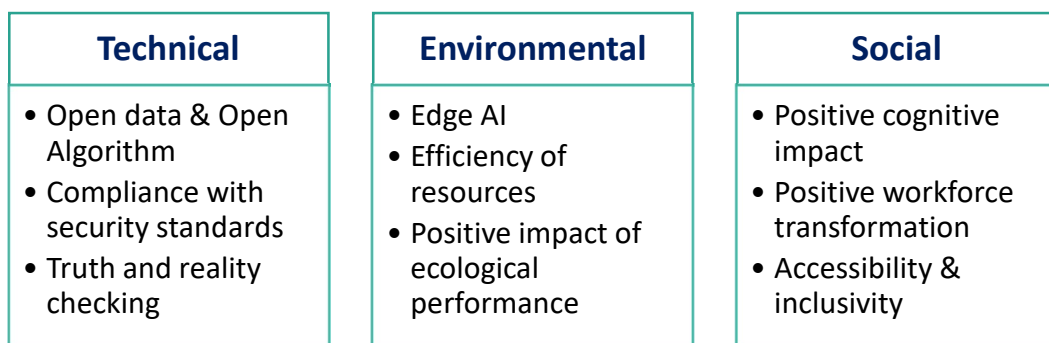 Technical
• Open data & Open
Algorithm
• Compliance with
security standards
• Truth and reality
checking
Environmental
• Edge AI
• Efficiency of
resources
• Positive impact of
ecological
performance
Social
• Positive cognitive
impact
• Positive workforce
transformation
• Accessibility &
inclusivity